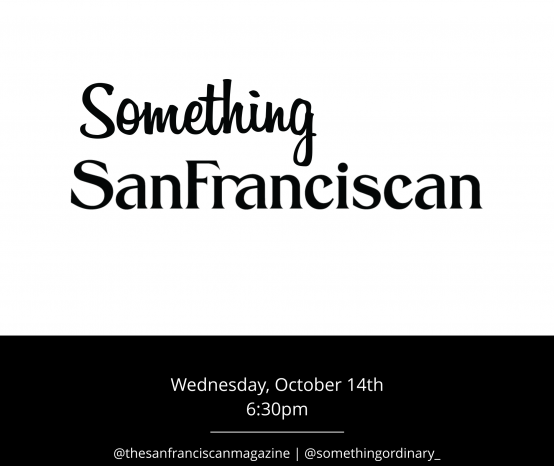 Something
SanFranciscan
Wednesday, October 14th
6:30pm
@thesanfranciscanmagazine | @somethingordinary_